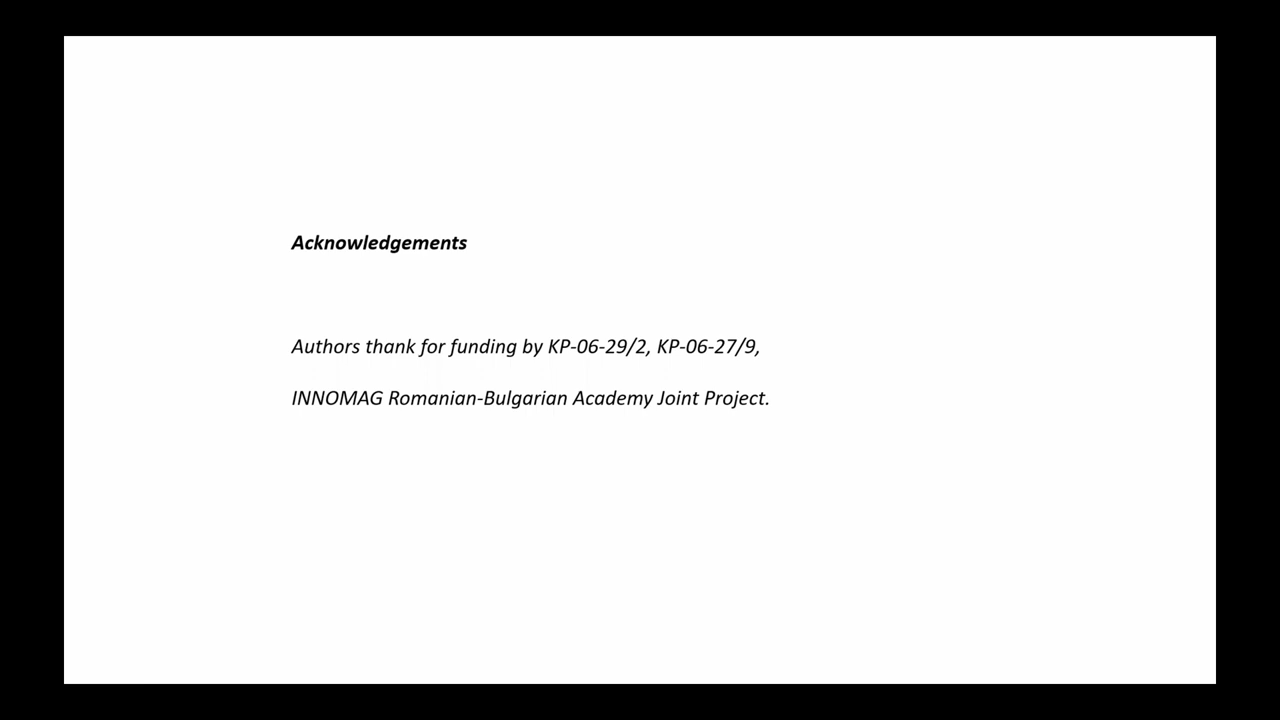 Acknowledgements
Authors thank for funding by KP-06-29/2, KP-06-27/9,
INNOMAG Romanian-Bulgarian Academy Joint Project.